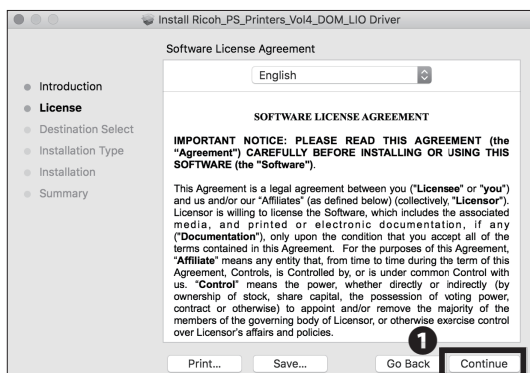 Install Ricoh_PS_Printers_Vol4_DOM_LIO Driver
Software License Agreement
Introduction
License
Destination Select
Installation Type
Installation
Summary
English
SOFTWARE LICENSE AGREEMENT
IMPORTANT NOTICE: PLEASE READ THIS AGREEMENT (the
"Agreement") CAREFULLY BEFORE INSTALLING OR USING THIS
SOFTWARE (the "Software").
This Agreement is a legal agreement between you ("Licensee" or "you")
and us and/or our "Affiliates" (as defined below) (collectively, "Licensor").
Licensor is willing to license the Software, which includes the associated
media, and printed or electronic documentation, if any
("Documentation"), only upon the condition that you accept all of the
terms contained in this Agreement. For the purposes of this Agreement,
"Affiliate" means any entity that, from time to time during the term of this
Agreement, Controls, is Controlled by, or is under common Control with
us. "Control" means the power, whether directly or indirectly (by
ownership of stock, share capital, the possession of voting power,
contract or otherwise) to appoint and/or remove the majority of the
members of the governing body of Licensor, or otherwise exercise control
over Licensor's affairs and policies.
1
Print... Save... Go Back Continue